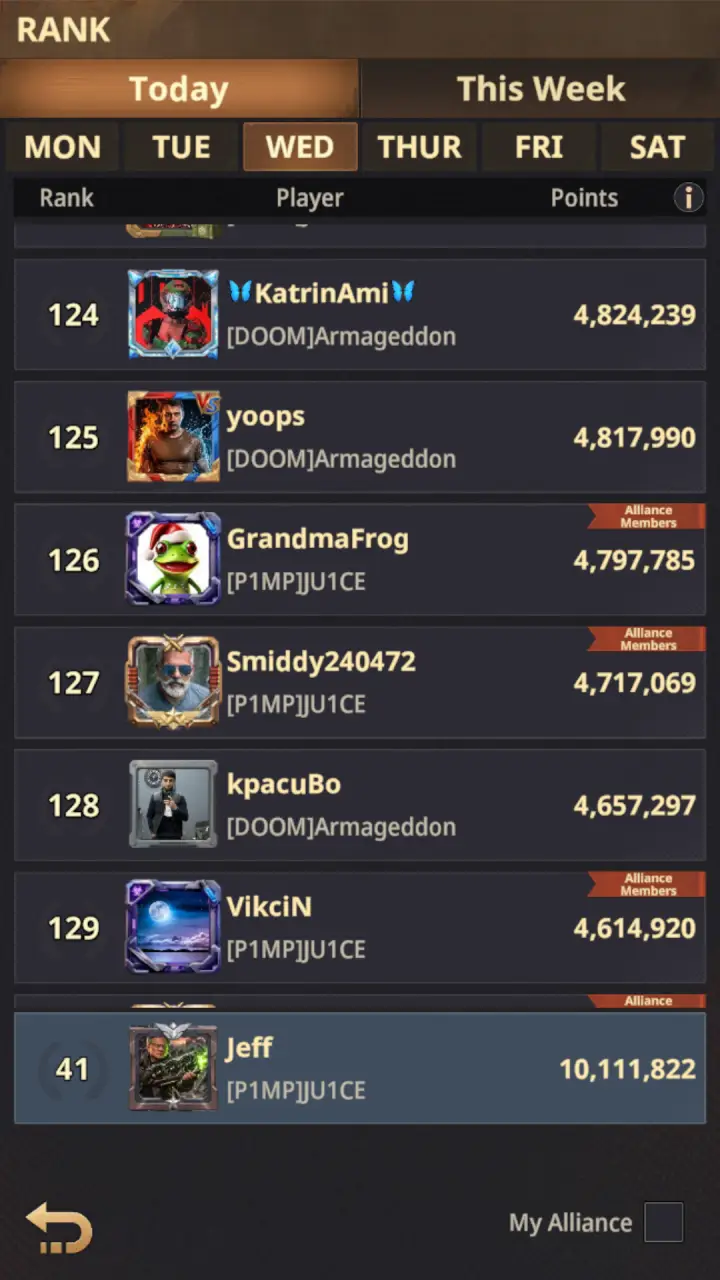 RANK
Today
This Week
MON
TUE
WED
THUR
FRI
SAT
Rank
Player
Points
124
🦋KatrinAmi🦋
[DOOM]Armageddon
4,824,239
125
yoops
[DOOM]Armageddon
4,817,990
Alliance
Members
126
GrandmaFrog
[P1MP]JU1CE
4,797,785
Alliance
Members
127
Smiddy240472
[P1MP]JU1CE
4,717,069
128
kpacuBo
[DOOM]Armageddon
4,657,297
Alliance
Members
129
VikciN
[P1MP]JU1CE
4,614,920
Alliance
41
Jeff
[P1MP]JU1CE
10,111,822
My Alliance